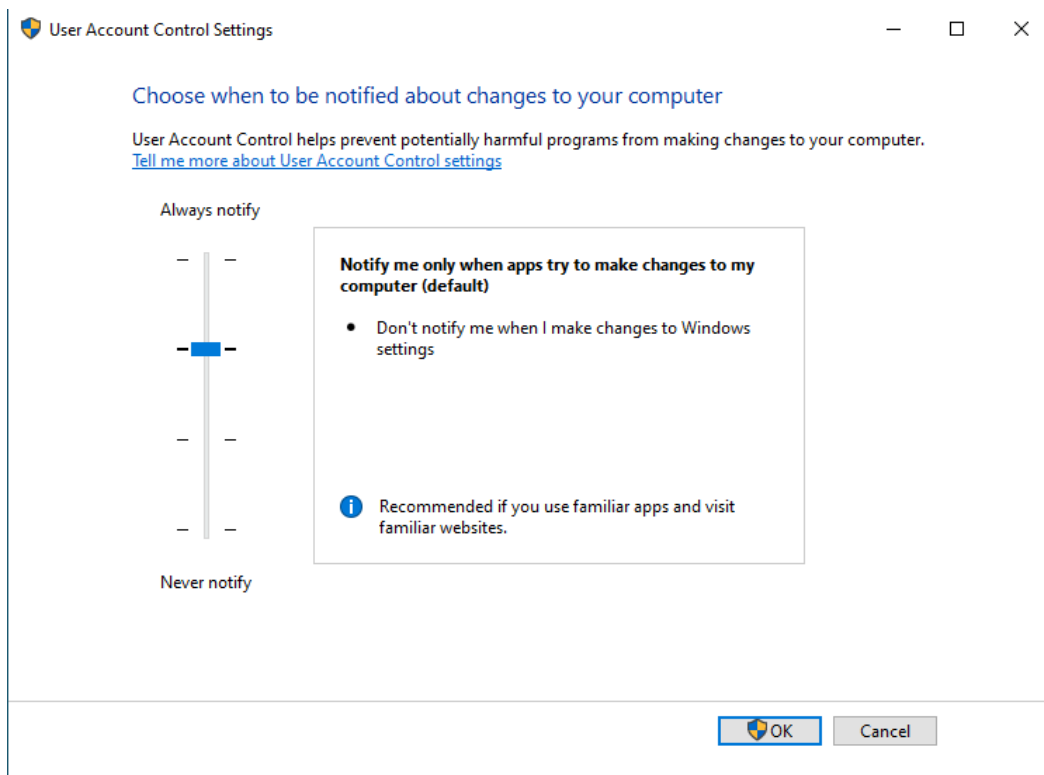 User Account Control Settings
Choose when to be notified about changes to your computer
User Account Control helps prevent potentially harmful programs from making changes to your computer.
Tell me more about User Account Control settings
Always notify
Notify me only when apps try to make changes to my
computer (default)
• Don't notify me when I make changes to Windows
settings
Recommended if you use familiar apps and visit
familiar websites.
Never notify
OK
Cancel